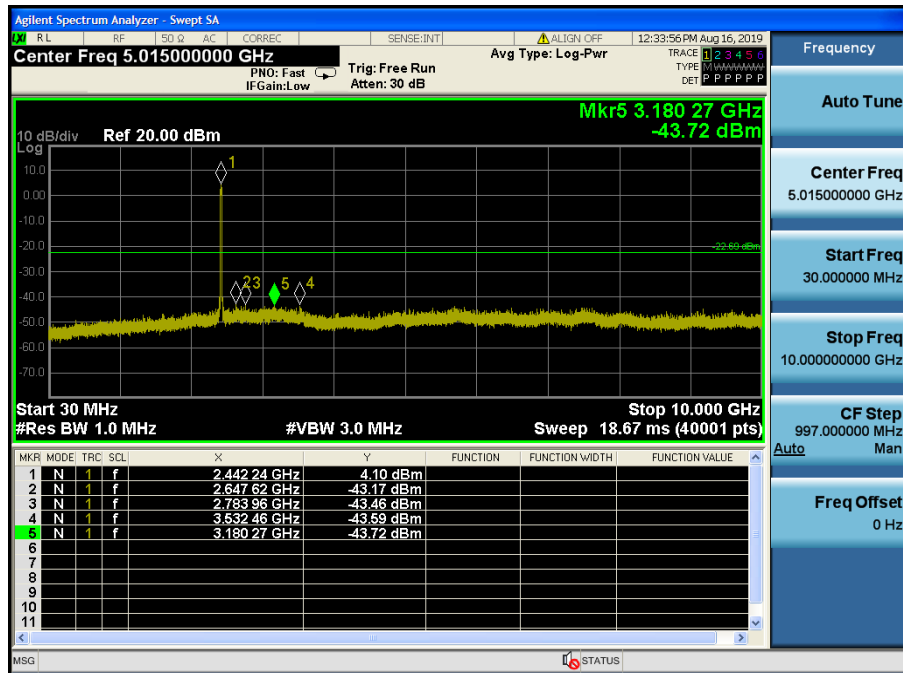 Agilent Spectrum Analyzer - Swept SA
LXI RL RF 50 Ω AC CORREC SENSE:INT ALIGN OFF 12:33:56 PM Aug 16, 2019
Center Freq 5.015000000 GHz
PNO: Fast
IFGain:Low
Trig: Free Run
Atten: 30 dB
Avg Type: Log-Pwr
TRACE 1 2 3 4 5 6
TYPE MWWWWW
DET P P P P P P
Mkr5 3.180 27 GHz
-43.72 dBm
10 dB/div Ref 20.00 dBm
Log
10.0
0.00
-10.0
-20.0
-30.0
-40.0
-50.0
-60.0
-70.0
1
2 3 5 4
-22.69 dBm
Start 30 MHz Stop 10.000 GHz
#Res BW 1.0 MHz #VBW 3.0 MHz Sweep 18.67 ms (40001 pts)
MKR MODE TRC SCL X Y FUNCTION FUNCTION WIDTH FUNCTION VALUE
1 N 1 f 2.442 24 GHz 4.10 dBm
2 N 1 f 2.647 62 GHz -43.17 dBm
3 N 1 f 2.783 96 GHz -43.46 dBm
4 N 1 f 3.532 46 GHz -43.59 dBm
5 N 1 f 3.180 27 GHz -43.72 dBm
6
7
8
9
10
11
MSG STATUS
Frequency
Auto Tune
Center Freq
5.015000000 GHz
Start Freq
30.000000 MHz
Stop Freq
10.000000000 GHz
CF Step
997.000000 MHz
Auto Man
Freq Offset
0 Hz